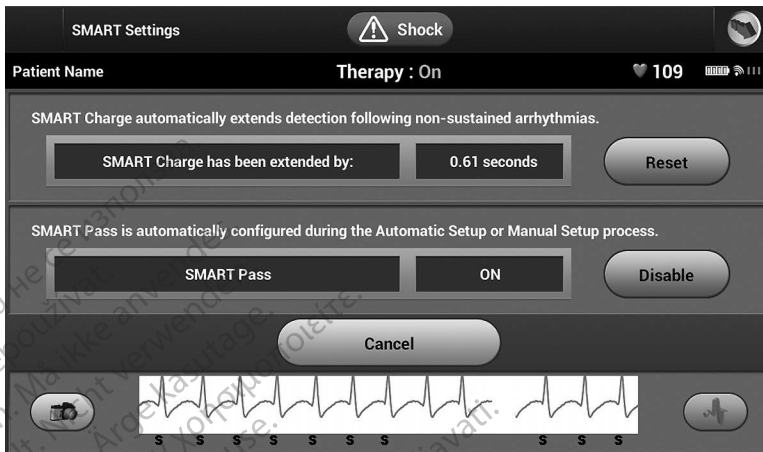 SMART Settings
Shock
Patient Name
Therapy : On
109
SMART Charge automatically extends detection following non-sustained arrhythmias.
SMART Charge has been extended by:
0.61 seconds
Reset
SMART Pass is automatically configured during the Automatic Setup or Manual Setup process.
SMART Pass
ON
Disable
Cancel
S S S S S S S S S S